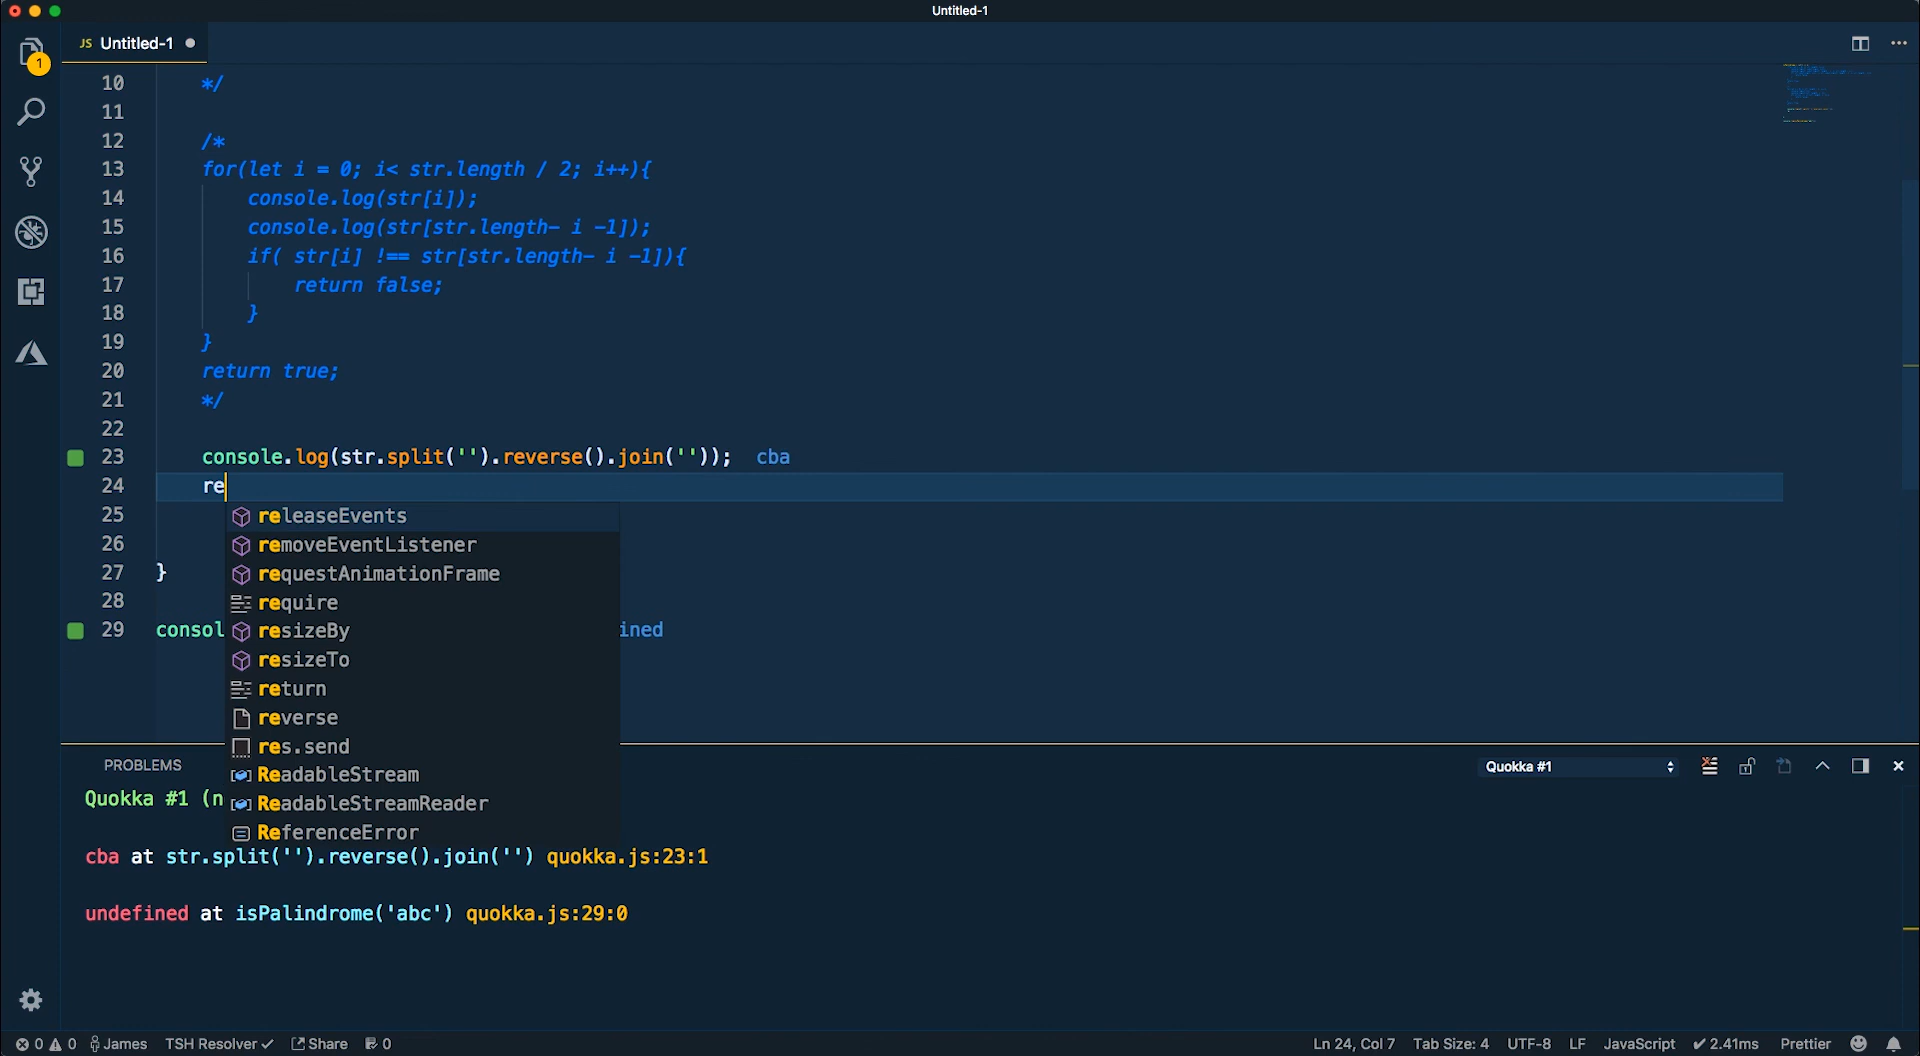 Untitled-1
JS Untitled-1
1
10 */
11
12 /*
13 for(let i = 0; i< str.length / 2; i++){
14 console.log(str[i]);
15 console.log(str[str.length- i -1]);
16 if( str[i] !== str[str.length- i -1]){
17 return false;
18 }
19 }
20 return true;
21 */
22
23 console.log(str.split('').reverse().join('')); cba
24 re
25 releaseEvents
26 removeEventListener
27 } requestAnimationFrame
28 require
29 consol resizeBy ined
resizeTo
return
reverse
res.send
PROBLEMS
Quokka #1
ReadableStream
Quokka #1 (n ReadableStreamReader
ReferenceError
cba at str.split('').reverse().join('') quokka.js:23:1
undefined at isPalindrome('abc') quokka.js:29:0
0 0 James TSH Resolver ✓ Share 0 Ln 24, Col 7 Tab Size: 4 UTF-8 LF JavaScript ✔ 2.41ms Prettier